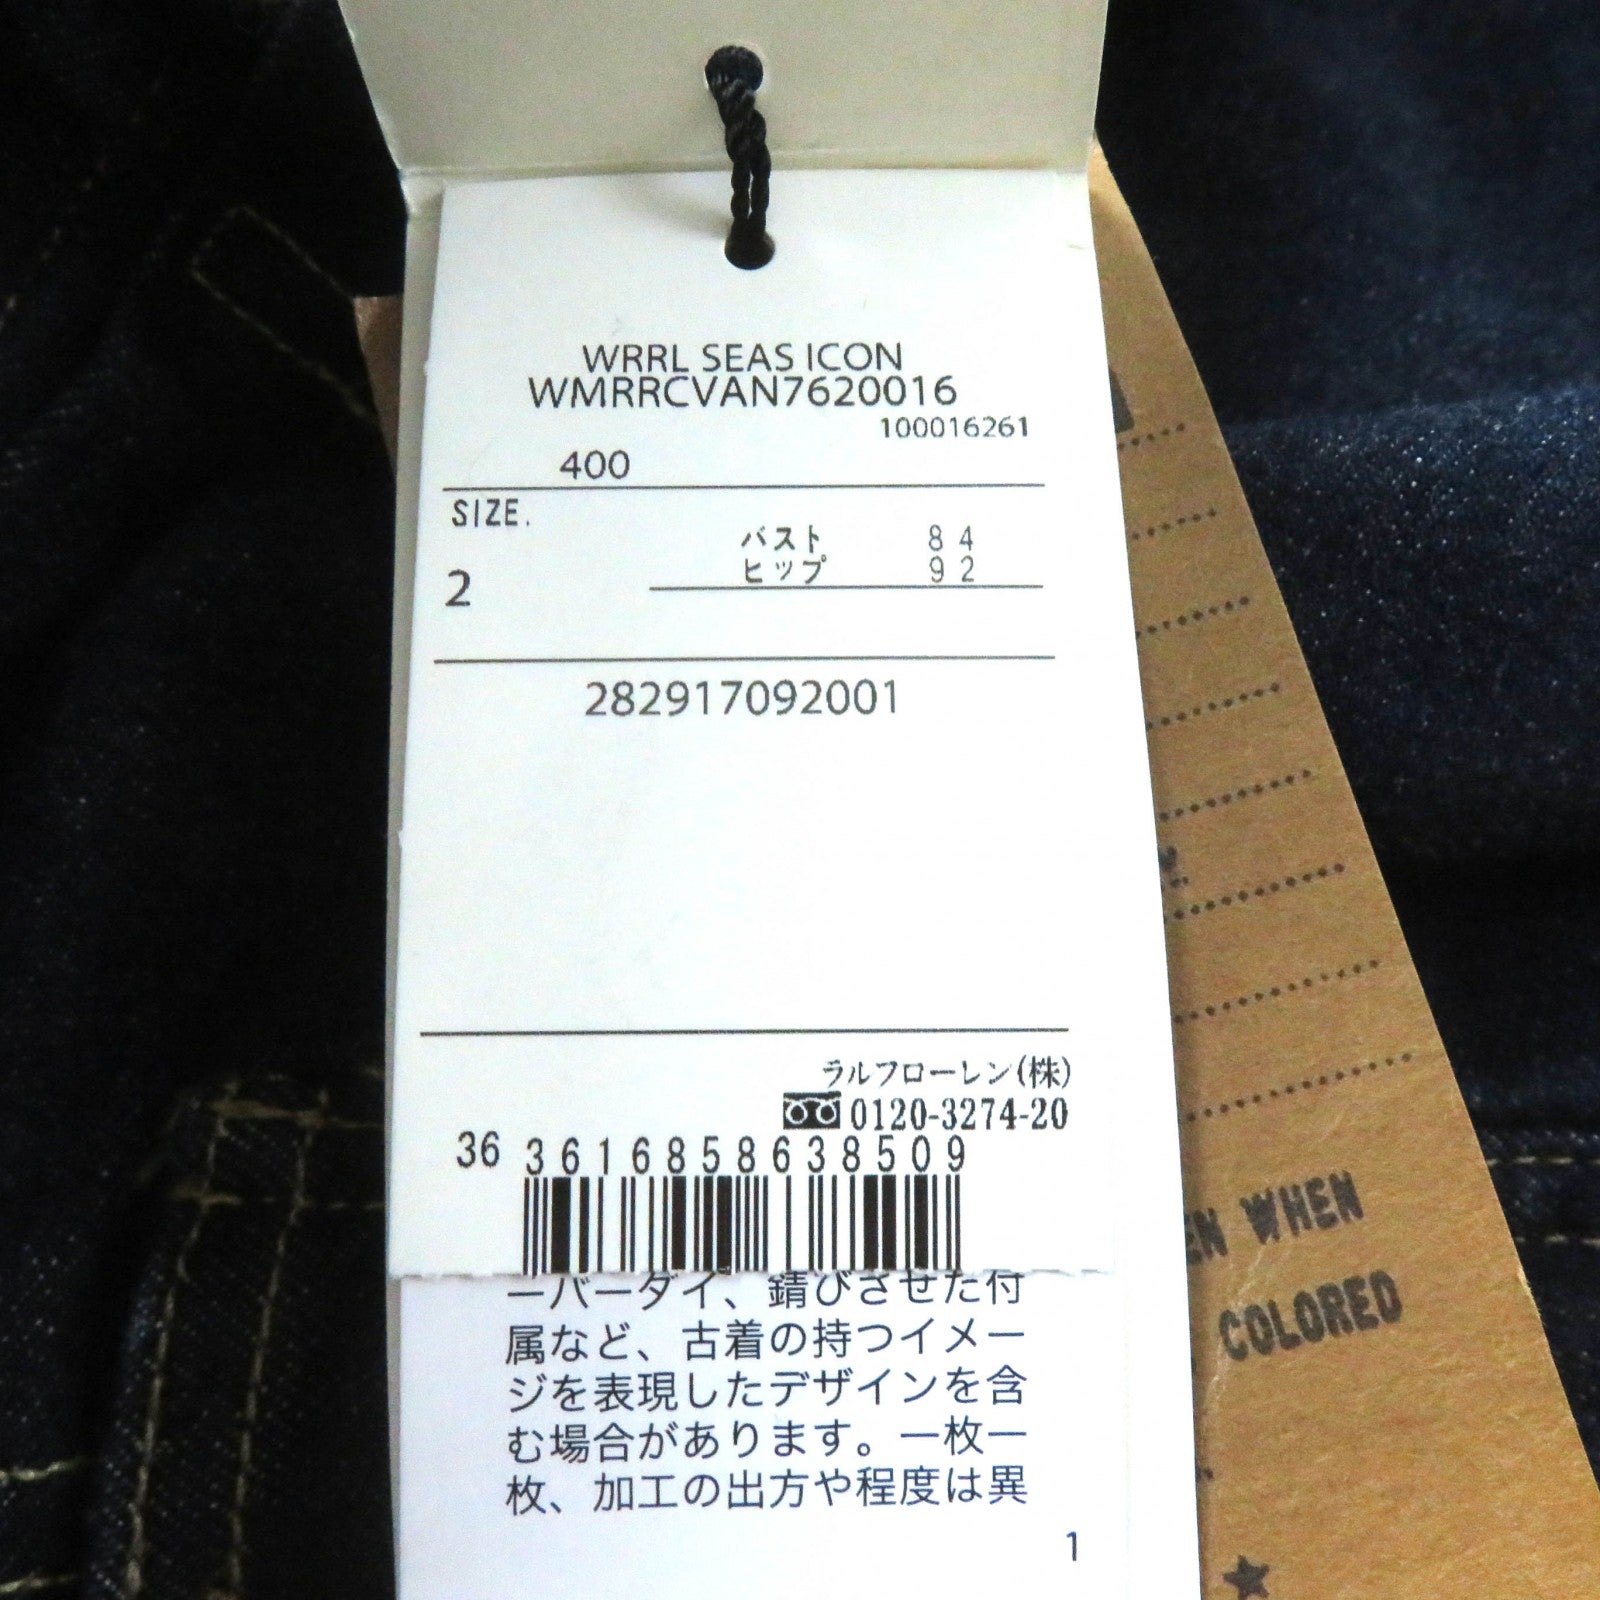 WRRL SEAS ICON
WMRRCVAN7620016
100016261
400
SIZE.
2
バスト 84
ヒップ 92
282917092001
ラルフローレン(株)
0120-3274-20
36 3616858638509
ーバーダイ、錆びさせた付
属など、古着の持つイメー
ジを表現したデザインを含
む場合があります。一枚一
枚、加工の出方や程度は異
1
EN WHEN
COLORED